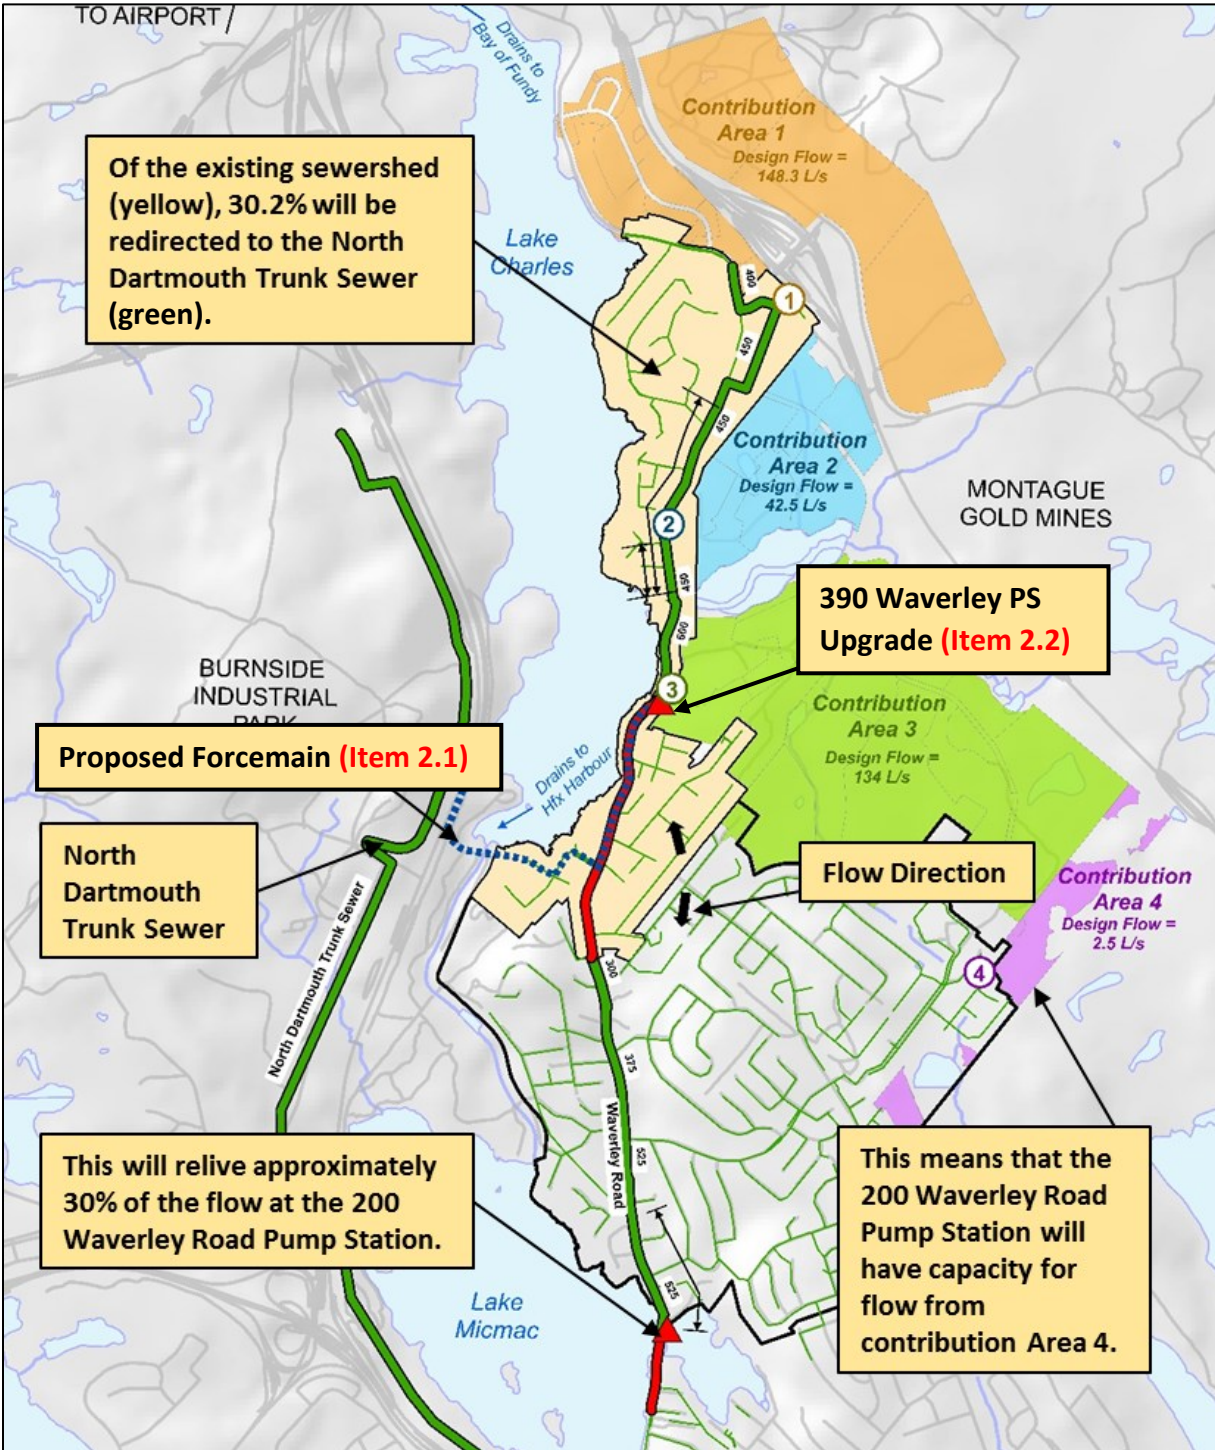 TO AIRPORT
Drains to
Bay of Fundy
Contribution
Area 1
Design Flow =
148.3 L/s
Of the existing sewershed
(yellow), 30.2% will be
redirected to the North
Dartmouth Trunk Sewer
(green).
Lake
Charles
400
1
450
450
Contribution
Area 2
Design Flow =
42.5 L/s
MONTAGUE
GOLD MINES
2
450
600
390 Waverley PS
Upgrade (Item 2.2)
BURNSIDE
INDUSTRIAL
PARK
3
Contribution
Area 3
Design Flow =
134 L/s
Proposed Forcemain (Item 2.1)
Drains to
Hfx Harbour
North
Dartmouth
Trunk Sewer
Flow Direction
Contribution
Area 4
Design Flow =
2.5 L/s
North Dartmouth Trunk Sewer
300
4
375
Waverley Road
525
This will relive approximately
30% of the flow at the 200
Waverley Road Pump Station.
This means that the
200 Waverley Road
Pump Station will
have capacity for
flow from
contribution Area 4.
525
Lake
Micmac